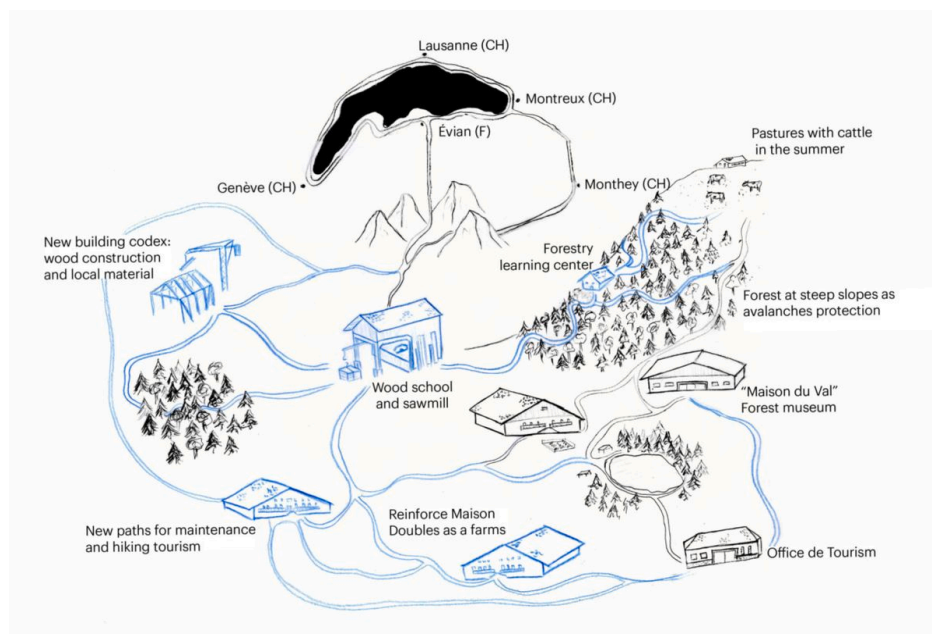 Lausanne (CH)
Montreux (CH)
Évian (F)
Pastures with cattle
in the summer
Genève (CH)
Monthey (CH)
New building codex:
wood construction
and local material
Forestry
learning center
Forest at steep slopes as
avalanches protection
Wood school
and sawmill
"Maison du Val"
Forest museum
New paths for maintenance
and hiking tourism
Reinforce Maison
Doubles as a farms
Office de Tourism